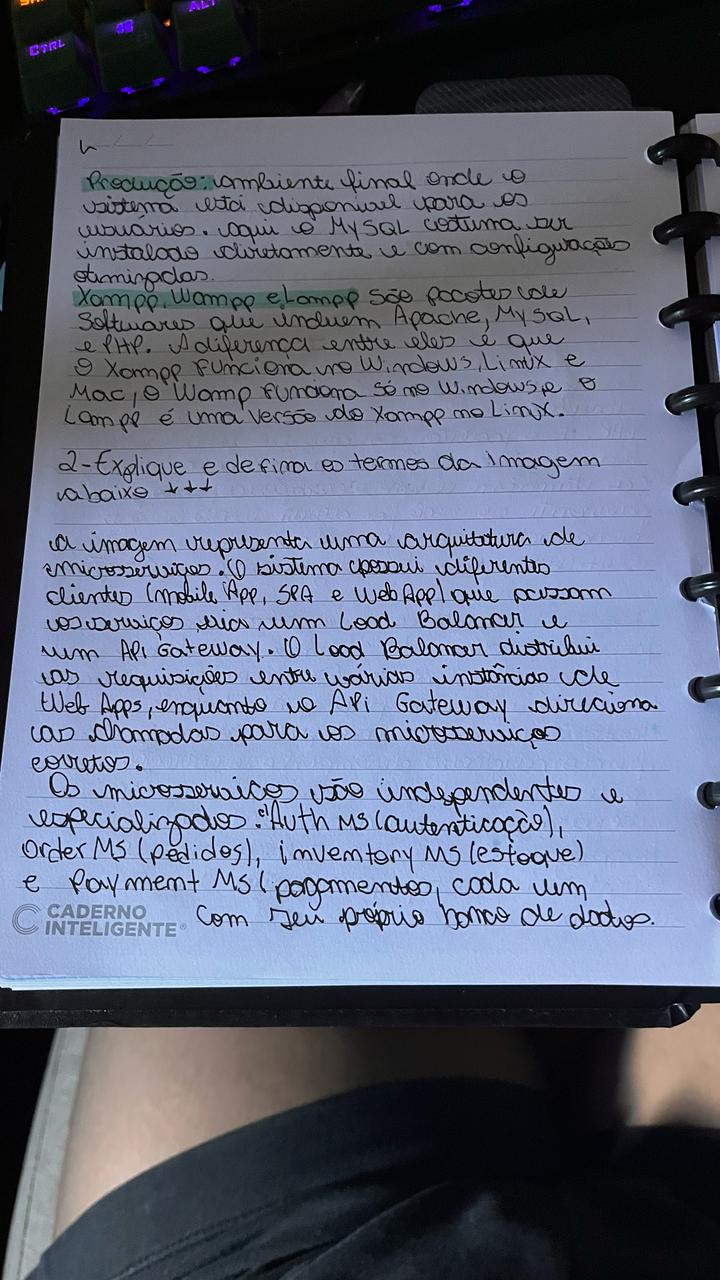 CTRL
ALT
Produção: ambiente final onde o
sistema está disponivel para os
usuarios. aqui o MySQL costuma ser
instalado diretamente e com configurações
otimizadas.
Xampp, Wampp e Lampp são pacotes de
Softwares que incluem Apache, MySQL,
e PHP. A diferença entre eles é que
O Xampp funciona no Windows, Linux e
Mac, o Wamp funciona só no Windows, e o
Lampp é uma versão do Xampp no Linux.
2-Explique e defina os termos da imagem
abaixo ↓↓↓
a imagem representa uma arquitetura de
microsserviços. O sistema possui diferentes
clientes (mobile App, SPA e Web App) que acessam
os serviços via um Load Balancer e
um APi Gateway. O Load Balancer distribui
as requisições entre várias instâncias de
Web Apps, enquanto o APi Gateway direciona
as chamadas para os microsserviços
corretos.
Os microsserviços são independentes e
especializados: "Auth MS (autenticação),
order MS (pedidos), inventory MS (estoque)
e Payment MS (pagamentos, cada um
com seu próprio banco de dados.
CADERNO
INTELIGENTE®